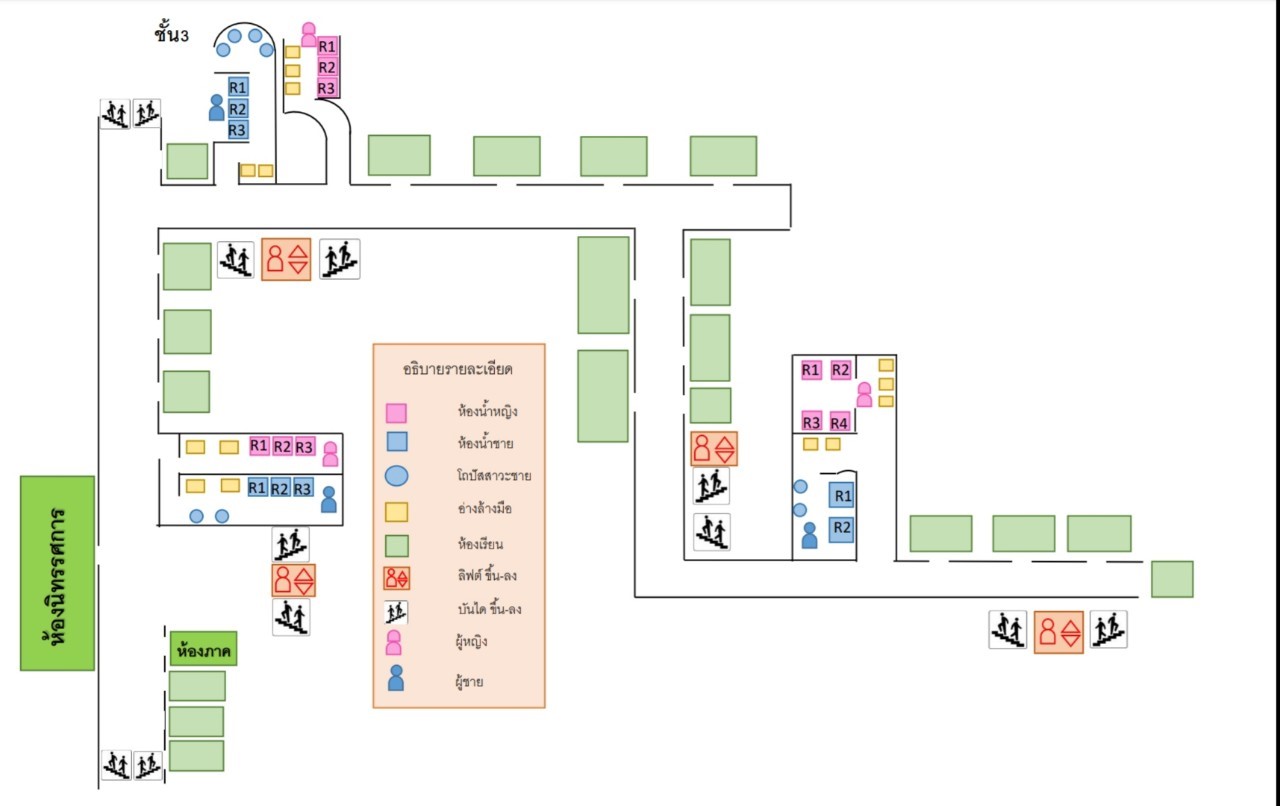 ชั้น3
R1
R2
R3
R1
R2
R3
อธิบายรายละเอียด
ห้องน้ำหญิง
ห้องน้ำชาย
โถปัสสาวะชาย
อ่างล้างมือ
ห้องเรียน
ลิฟต์ ขึ้น-ลง
บันใด ขึ้น-ลง
ผู้หญิง
ผู้ชาย
R1 R2
R3 R4
R1
R2
R1 R2 R3
R1 R2 R3
ห้องนิทรรศการ
ห้องภาค